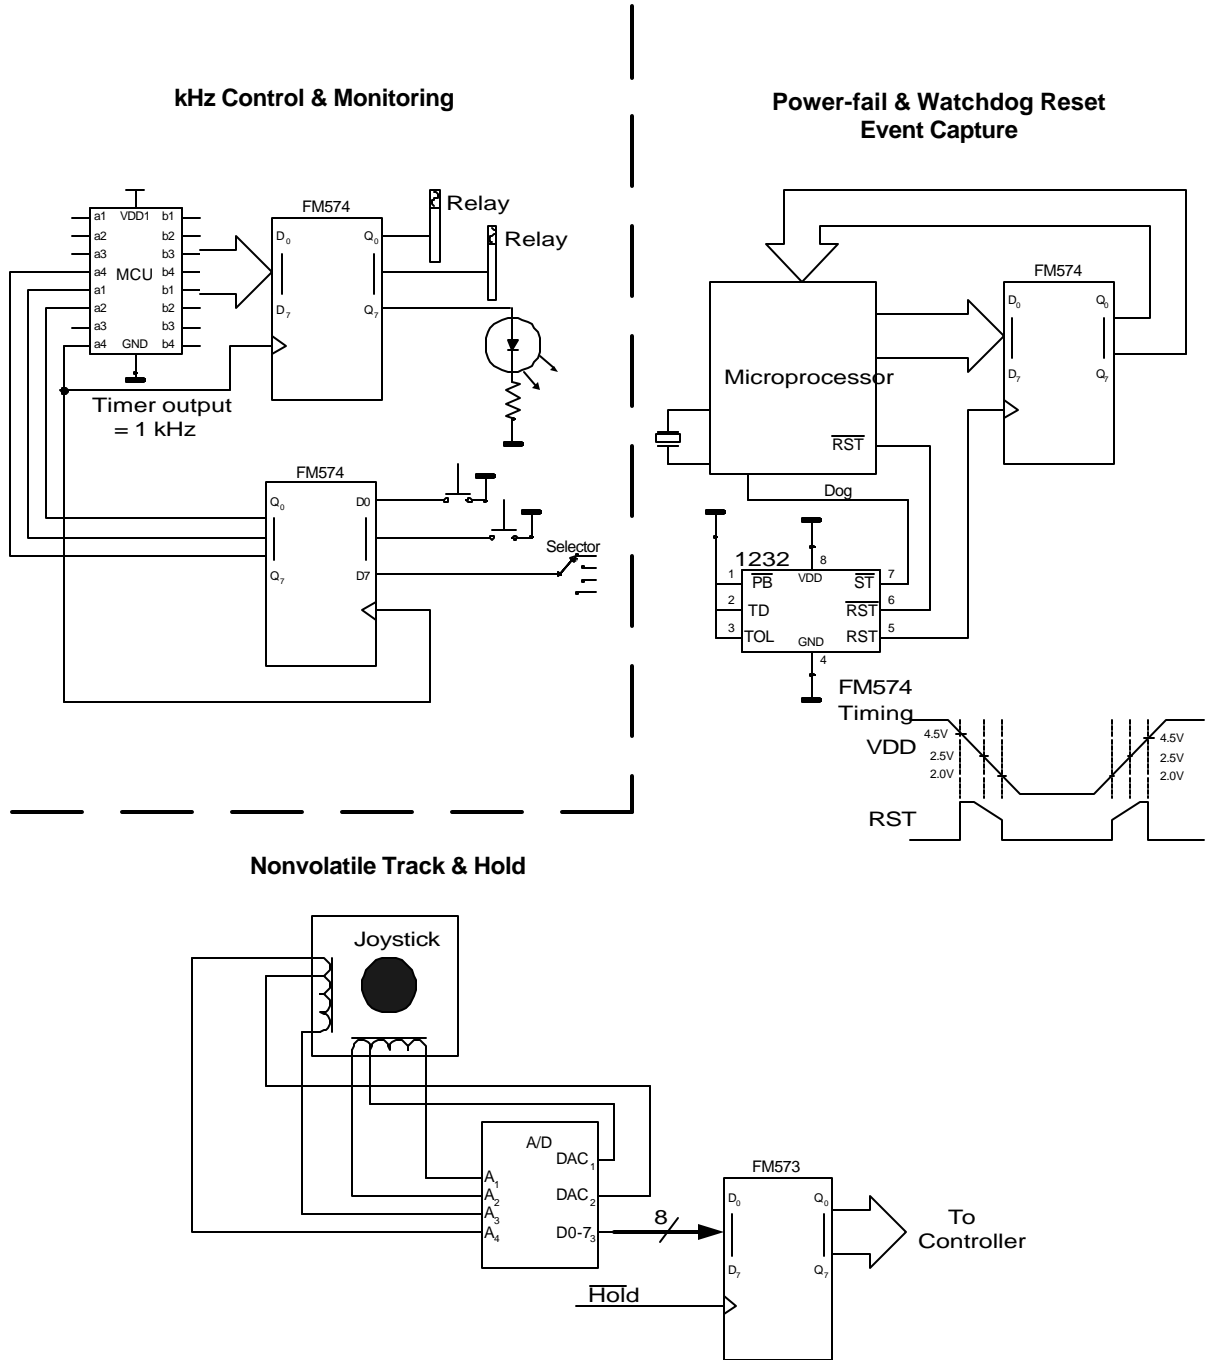 kHz Control & Monitoring
Power-fail & Watchdog Reset
Event Capture
a1 VDD1 b1
a2 b2
a3 b3
a4 MCU b4
a1 b1
a2 b2
a3 b3
a4 GND b4
FM574
D0 Q0
D7 Q7
Relay
Relay
Timer output
= 1 kHz
FM574
Q0 D0
Q7 D7
Selector
FM574
D0 Q0
D7 Q7
Microprocessor
RST
Dog
1232
8
1 PB VDD ST 7
2 TD RST 6
3 TOL GND RST 5
4
FM574
Timing
VDD
4.5V
2.5V
2.0V
4.5V
2.5V
2.0V
RST
Nonvolatile Track & Hold
Joystick
A/D
DAC1
A1
A2 DAC2
A3
A4 D0-73
8
FM573
D0 Q0
D7 Q7
To
Controller
Hold